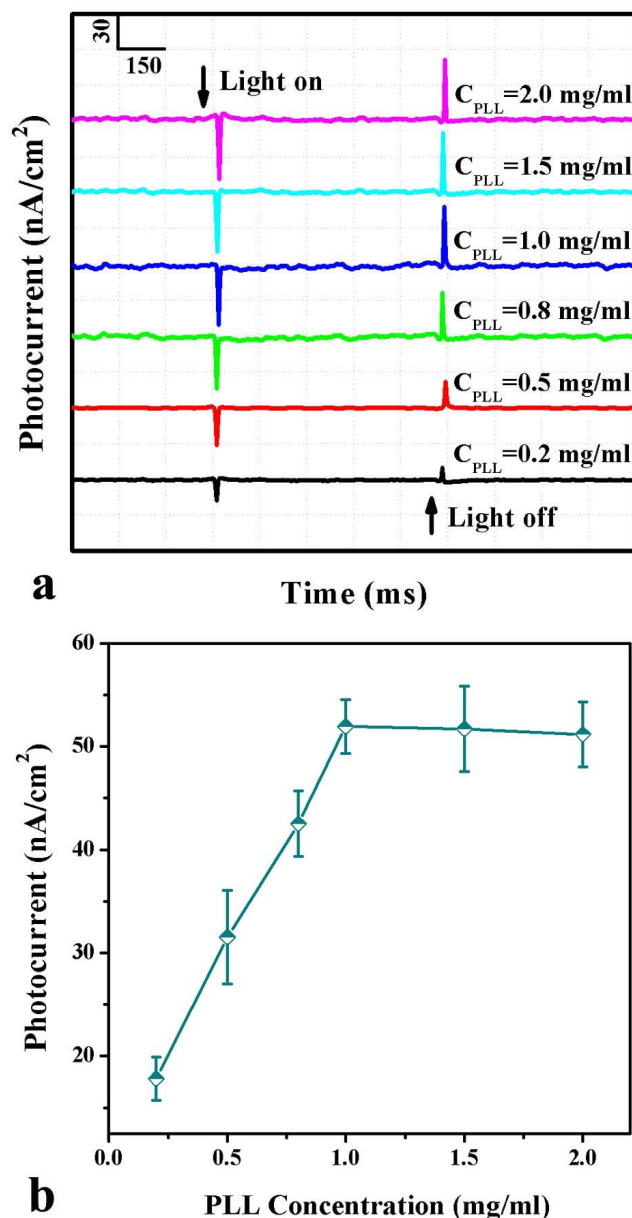 30
150
Light on
C_PLL=2.0 mg/ml
C_PLL=1.5 mg/ml
C_PLL=1.0 mg/ml
C_PLL=0.8 mg/ml
C_PLL=0.5 mg/ml
C_PLL=0.2 mg/ml
Light off
Photocurrent (nA/cm²)
a
Time (ms)
60
50
40
30
20
Photocurrent (nA/cm²)
0.0 0.5 1.0 1.5 2.0
b
PLL Concentration (mg/ml)